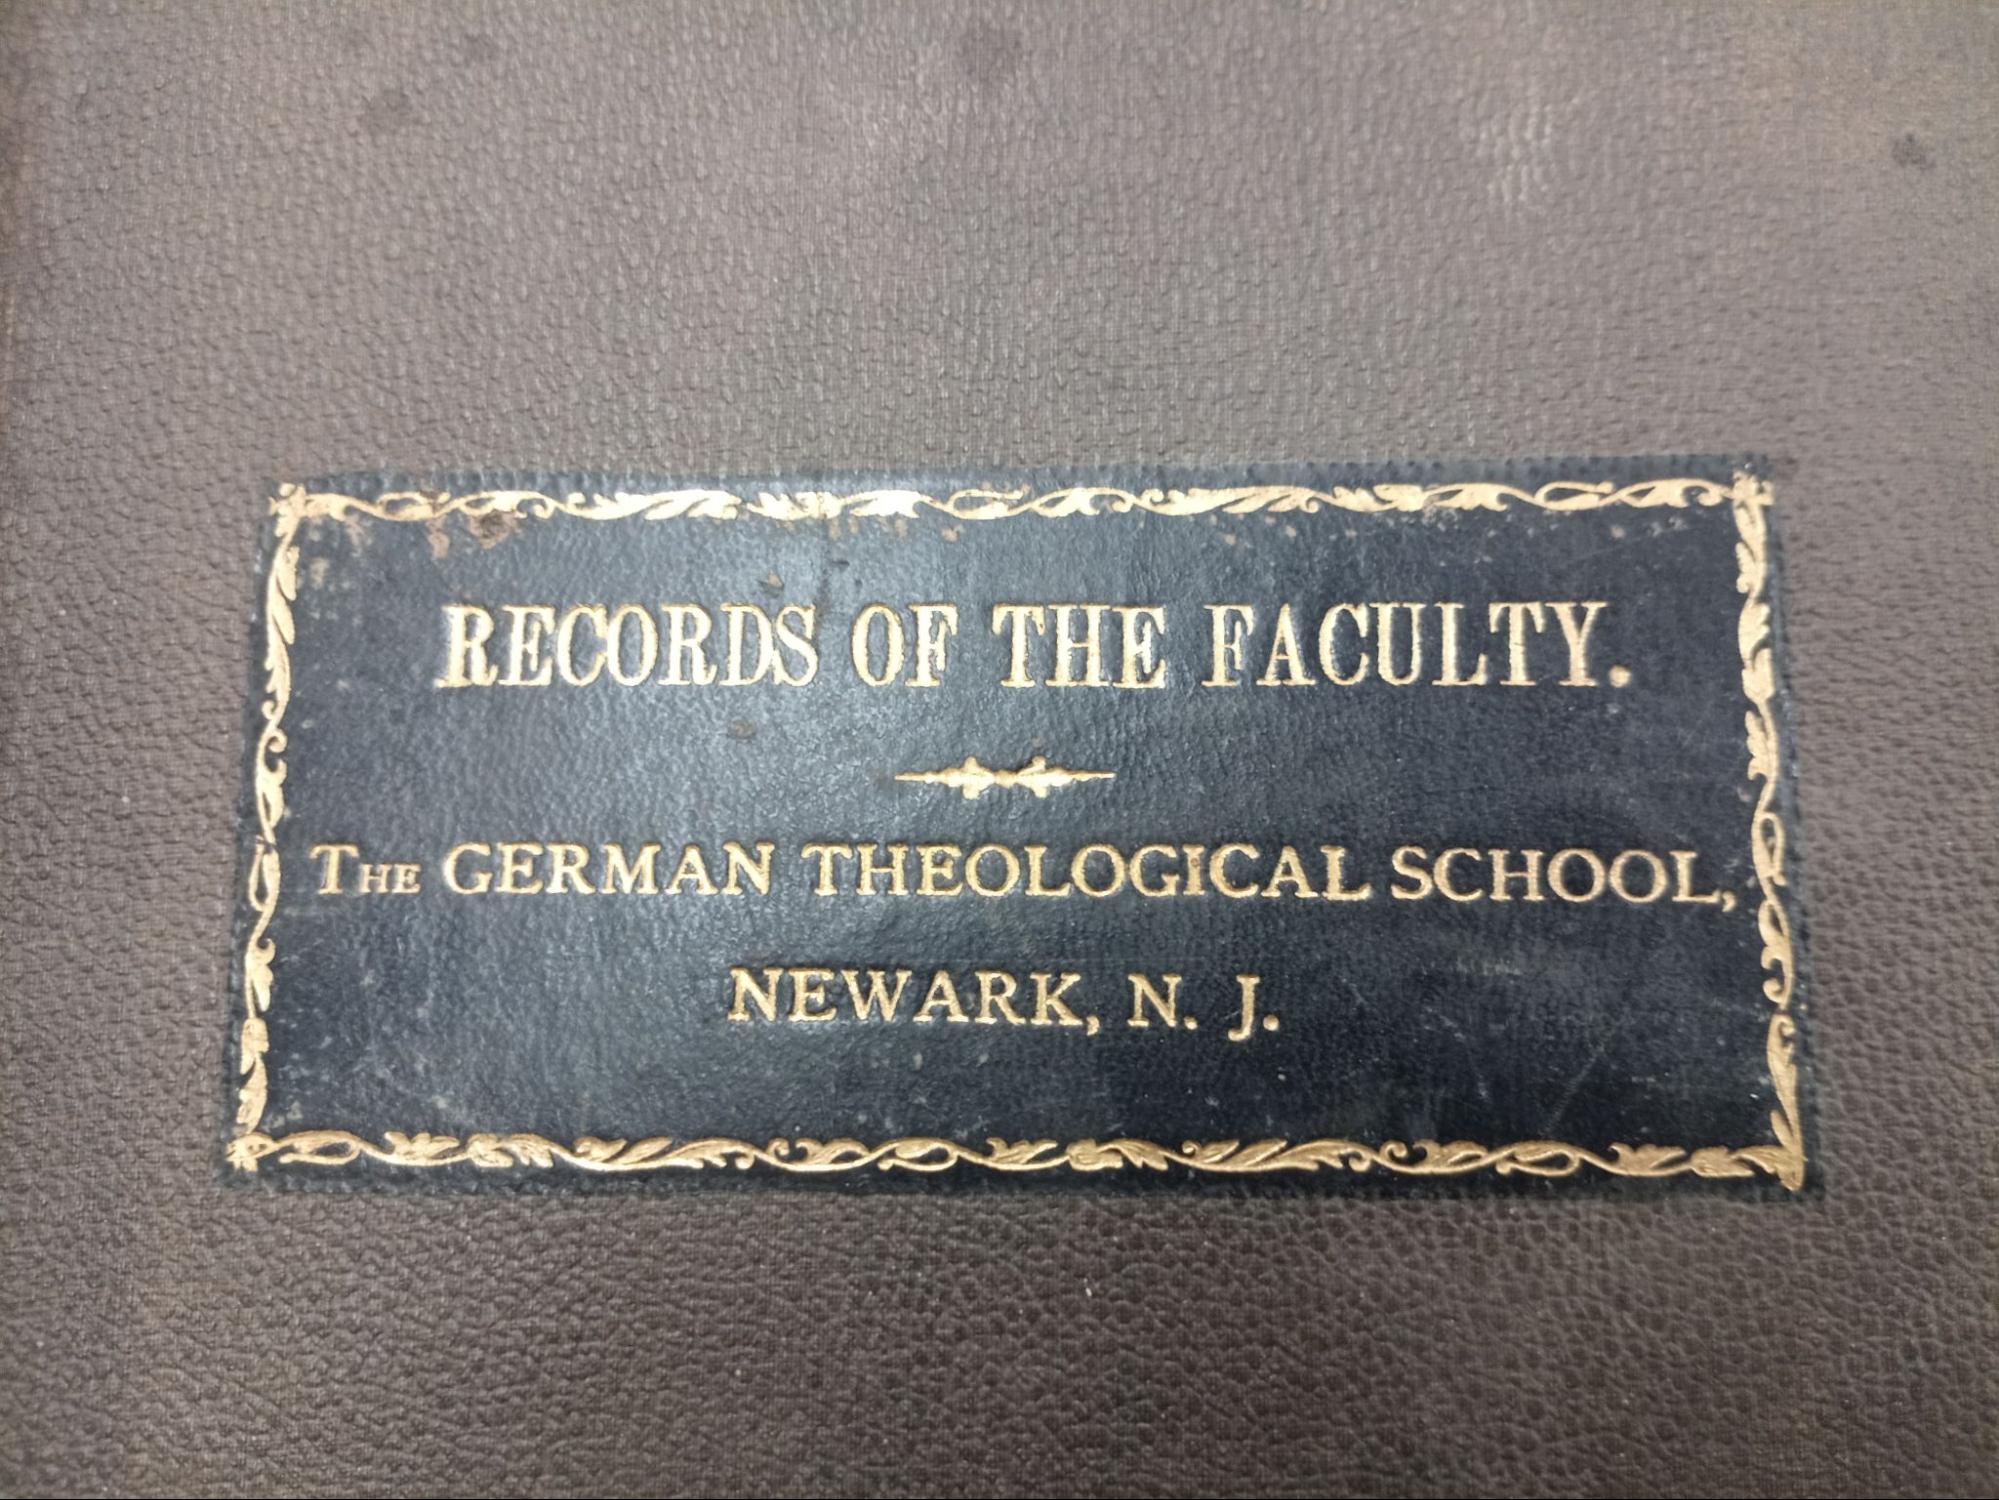 RECORDS OF THE FACULTY.
THE GERMAN THEOLOGICAL SCHOOL,
NEWARK, N. J.